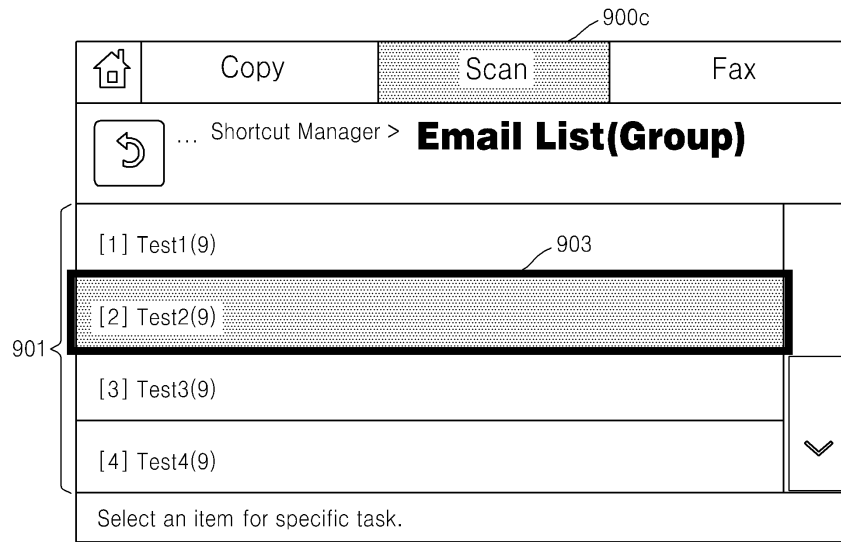 900c
Copy Scan Fax
... Shortcut Manager > Email List(Group)
[1] Test1(9)
903
[2] Test2(9)
901
[3] Test3(9)
[4] Test4(9)
Select an item for specific task.